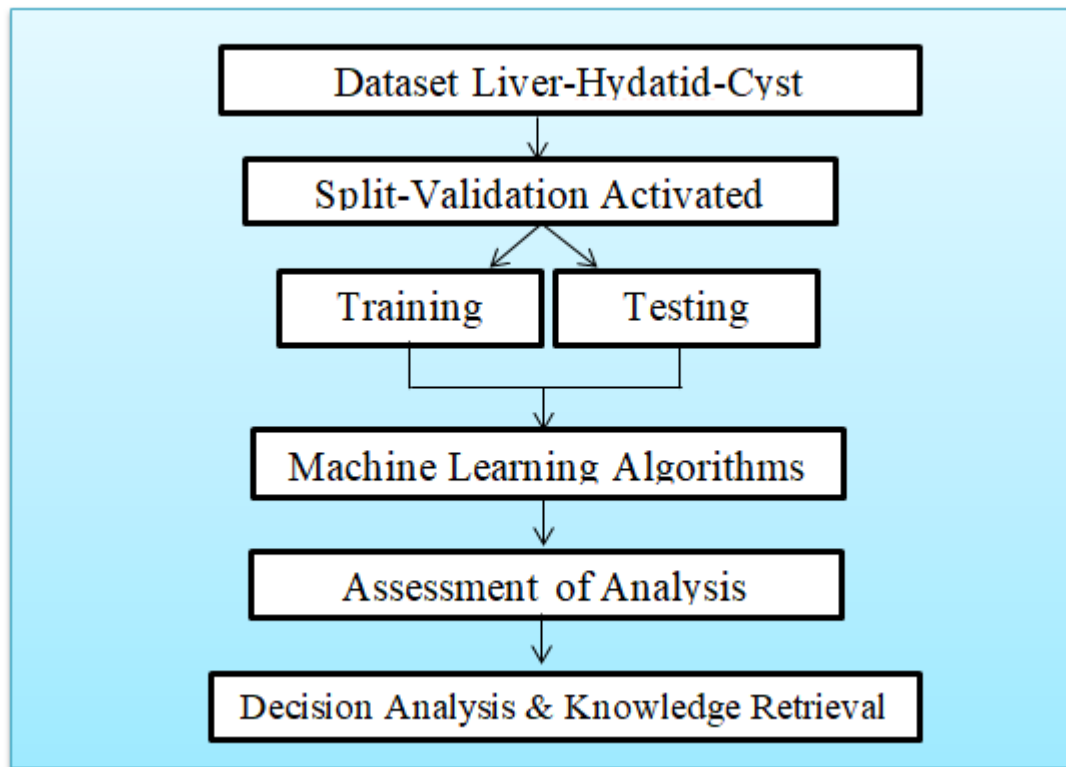 Dataset Liver-Hydatid-Cyst
Split-Validation Activated
Training
Testing
Machine Learning Algorithms
Assessment of Analysis
Decision Analysis & Knowledge Retrieval